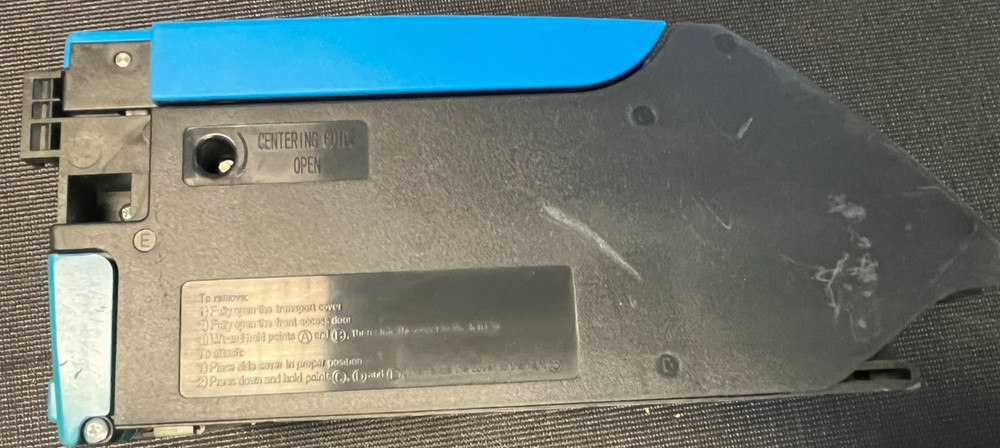 CENTERING
OPEN
E
C
D
To remove:
1) Fully open the transport cover
2) Fully open the front access door
3) Lift and hold points (A) and (B), then
To attach:
1) Place side cover in proper position
2) Press down and hold points (C), (D) and (E),